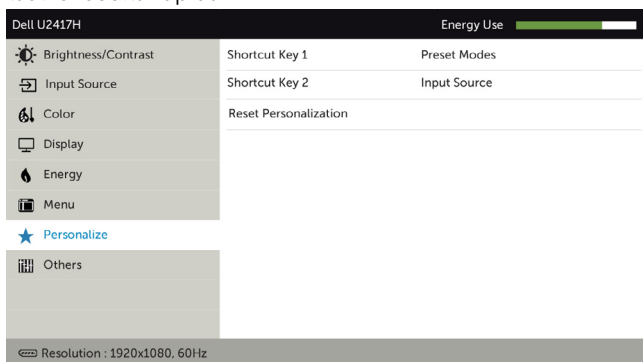 Dell U2417H Energy Use
Brightness/Contrast Shortcut Key 1 Preset Modes
Input Source Shortcut Key 2 Input Source
Color Reset Personalization
Display
Energy
Menu
Personalize
Others
Resolution : 1920x1080, 60Hz